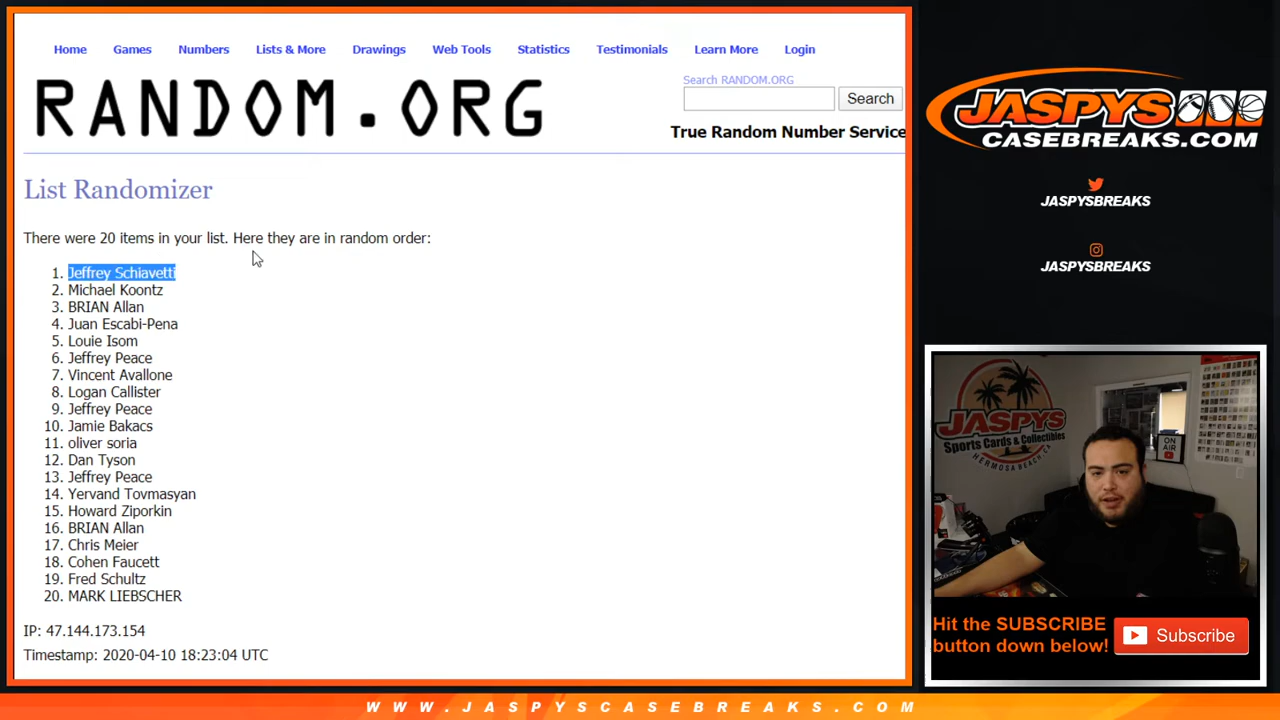 Home Games Numbers Lists & More Drawings Web Tools Statistics Testimonials Learn More Login
RANDOM.ORG
Search RANDOM.ORG
Search
True Random Number Service
List Randomizer
There were 20 items in your list. Here they are in random order:
1. Jeffrey Schiavetti
2. Michael Koontz
3. BRIAN Allan
4. Juan Escabi-Pena
5. Louie Isom
6. Jeffrey Peace
7. Vincent Avallone
8. Logan Callister
9. Jeffrey Peace
10. Jamie Bakacs
11. oliver soria
12. Dan Tyson
13. Jeffrey Peace
14. Yervand Tovmasyan
15. Howard Ziporkin
16. BRIAN Allan
17. Chris Meier
18. Cohen Faucett
19. Fred Schultz
20. MARK LIEBSCHER
IP: 47.144.173.154
Timestamp: 2020-04-10 18:23:04 UTC
JASPYS
CASEBREAKS.COM
JASPYSBREAKS
JASPYSBREAKS
JASPYS
Sports Cards & Collectibles
HERMOSA BEACH, CA
ON
AIR
Hit the SUBSCRIBE
button down below!
Subscribe
WWW.JASPYSCASEBREAKS.COM